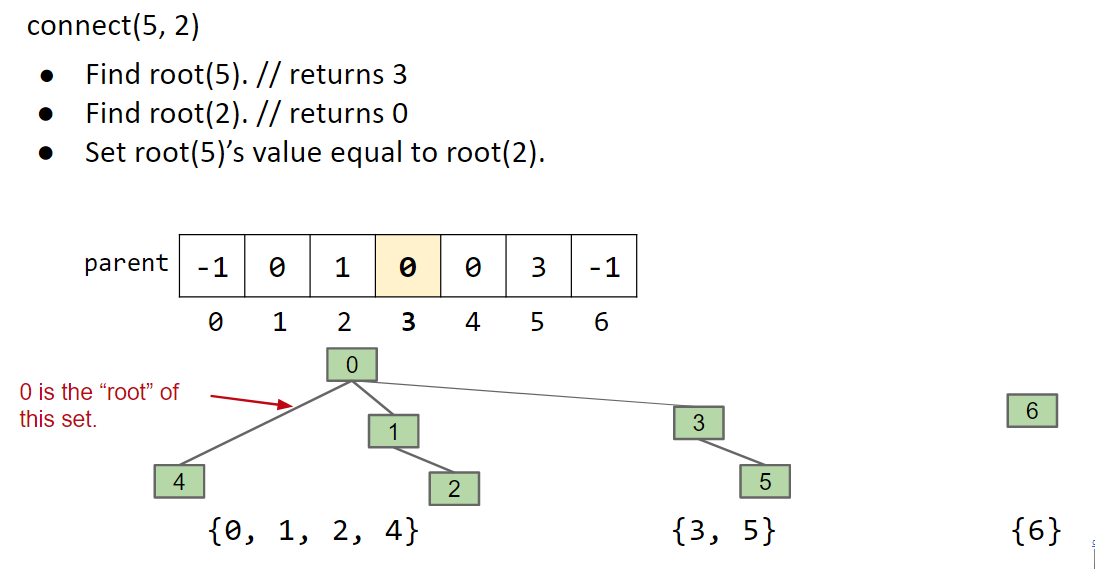 connect(5, 2)
● Find root(5). // returns 3
● Find root(2). // returns 0
● Set root(5)’s value equal to root(2).
parent -1 0 1 0 0 3 -1
0 1 2 3 4 5 6
0
0 is the “root” of
this set.
1
3
6
4
2
5
{0, 1, 2, 4} {3, 5} {6}